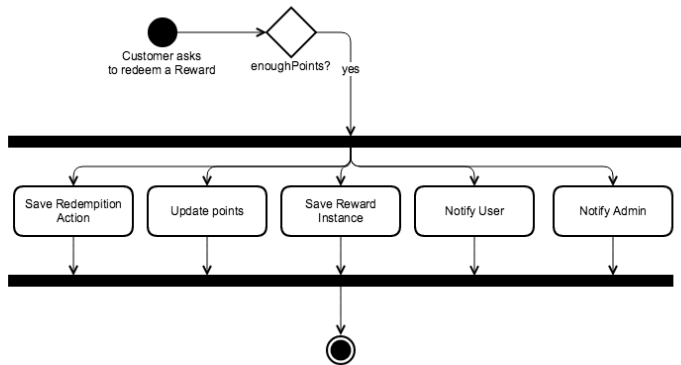 Customer asks
to redeem a Reward
enoughPoints?
yes
Save Redemption
Action
Update points
Save Reward
Instance
Notify User
Notify Admin